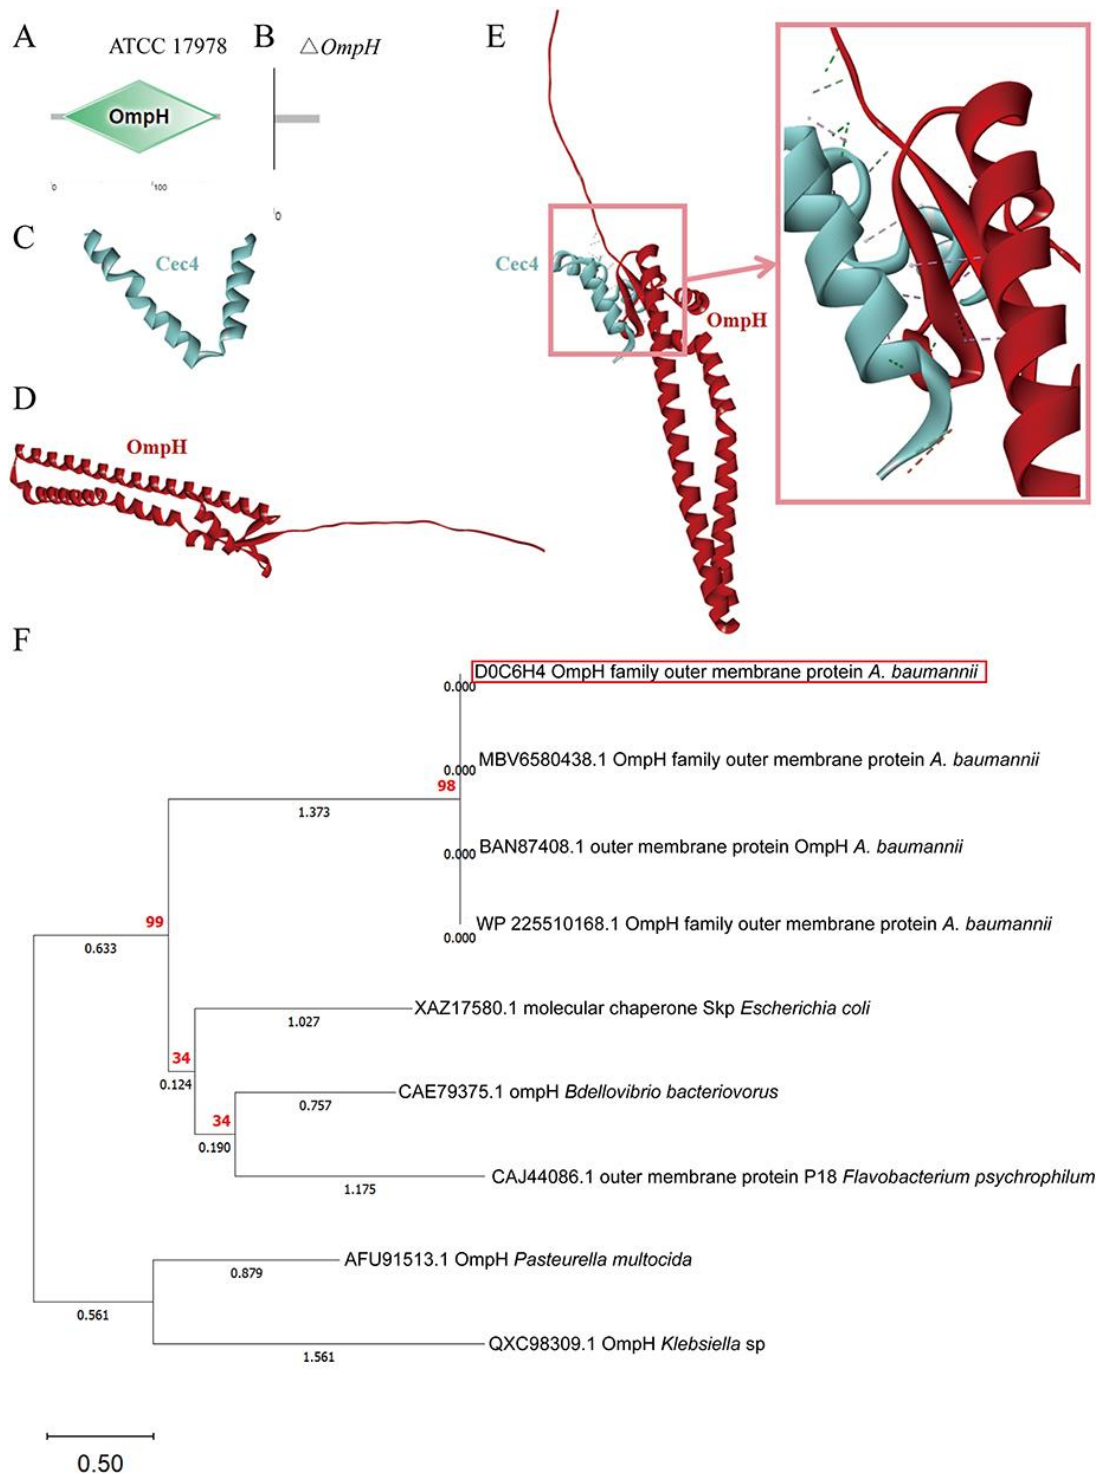 A
ATCC 17978
OmpH
0
100
B
△OmpH
0
C
Cec4
D
OmpH
E
Cec4
OmpH
F
D0C6H4 OmpH family outer membrane protein A. baumannii
0.000
MBV6580438.1 OmpH family outer membrane protein A. baumannii
0.000
98
1.373
BAN87408.1 outer membrane protein OmpH A. baumannii
0.000
WP 225510168.1 OmpH family outer membrane protein A. baumannii
0.000
99
0.633
XAZ17580.1 molecular chaperone Skp Escherichia coli
1.027
34
0.124
CAE79375.1 ompH Bdellovibrio bacteriovorus
0.757
34
0.190
CAJ44086.1 outer membrane protein P18 Flavobacterium psychrophilum
1.175
AFU91513.1 OmpH Pasteurella multocida
0.879
0.561
QXC98309.1 OmpH Klebsiella sp
1.561
0.50